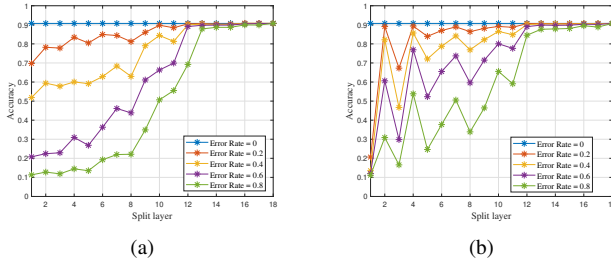 1
0.9
0.8
0.7
0.6
0.5
0.4
0.3
0.2
0.1
0
Accuracy
Error Rate = 0
Error Rate = 0.2
Error Rate = 0.4
Error Rate = 0.6
Error Rate = 0.8
2 4 6 8 10 12 14 16 18
Split layer
(a)
1
0.9
0.8
0.7
0.6
0.5
0.4
0.3
0.2
0.1
0
Accuracy
Error Rate = 0
Error Rate = 0.2
Error Rate = 0.4
Error Rate = 0.6
Error Rate = 0.8
2 4 6 8 10 12 14 16
Split layer
(b)